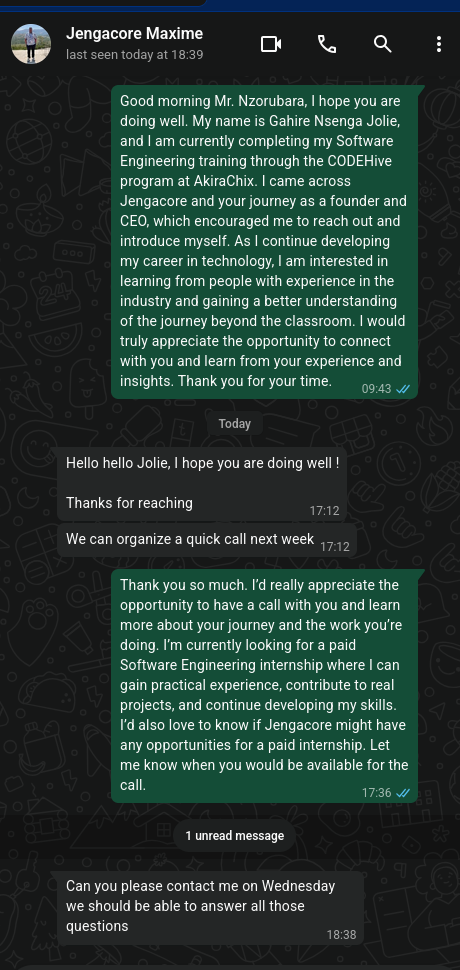 Jengacore Maxime
last seen today at 18:39
Good morning Mr. Nzorubara, I hope you are
doing well. My name is Gahire Nsenga Jolie,
and I am currently completing my Software
Engineering training through the CODEHive
program at AkiraChix. I came across
Jengacore and your journey as a founder and
CEO, which encouraged me to reach out and
introduce myself. As I continue developing
my career in technology, I am interested in
learning from people with experience in the
industry and gaining a better understanding
of the journey beyond the classroom. I would
truly appreciate the opportunity to connect
with you and learn from your experience and
insights. Thank you for your time.
09:43
Today
Hello hello Jolie, I hope you are doing well !
Thanks for reaching
17:12
We can organize a quick call next week
17:12
Thank you so much. I’d really appreciate the
opportunity to have a call with you and learn
more about your journey and the work you’re
doing. I’m currently looking for a paid
Software Engineering internship where I can
gain practical experience, contribute to real
projects, and continue developing my skills.
I’d also love to know if Jengacore might have
any opportunities for a paid internship. Let
me know when you would be available for the
call.
17:36
1 unread message
Can you please contact me on Wednesday
we should be able to answer all those
questions
18:38